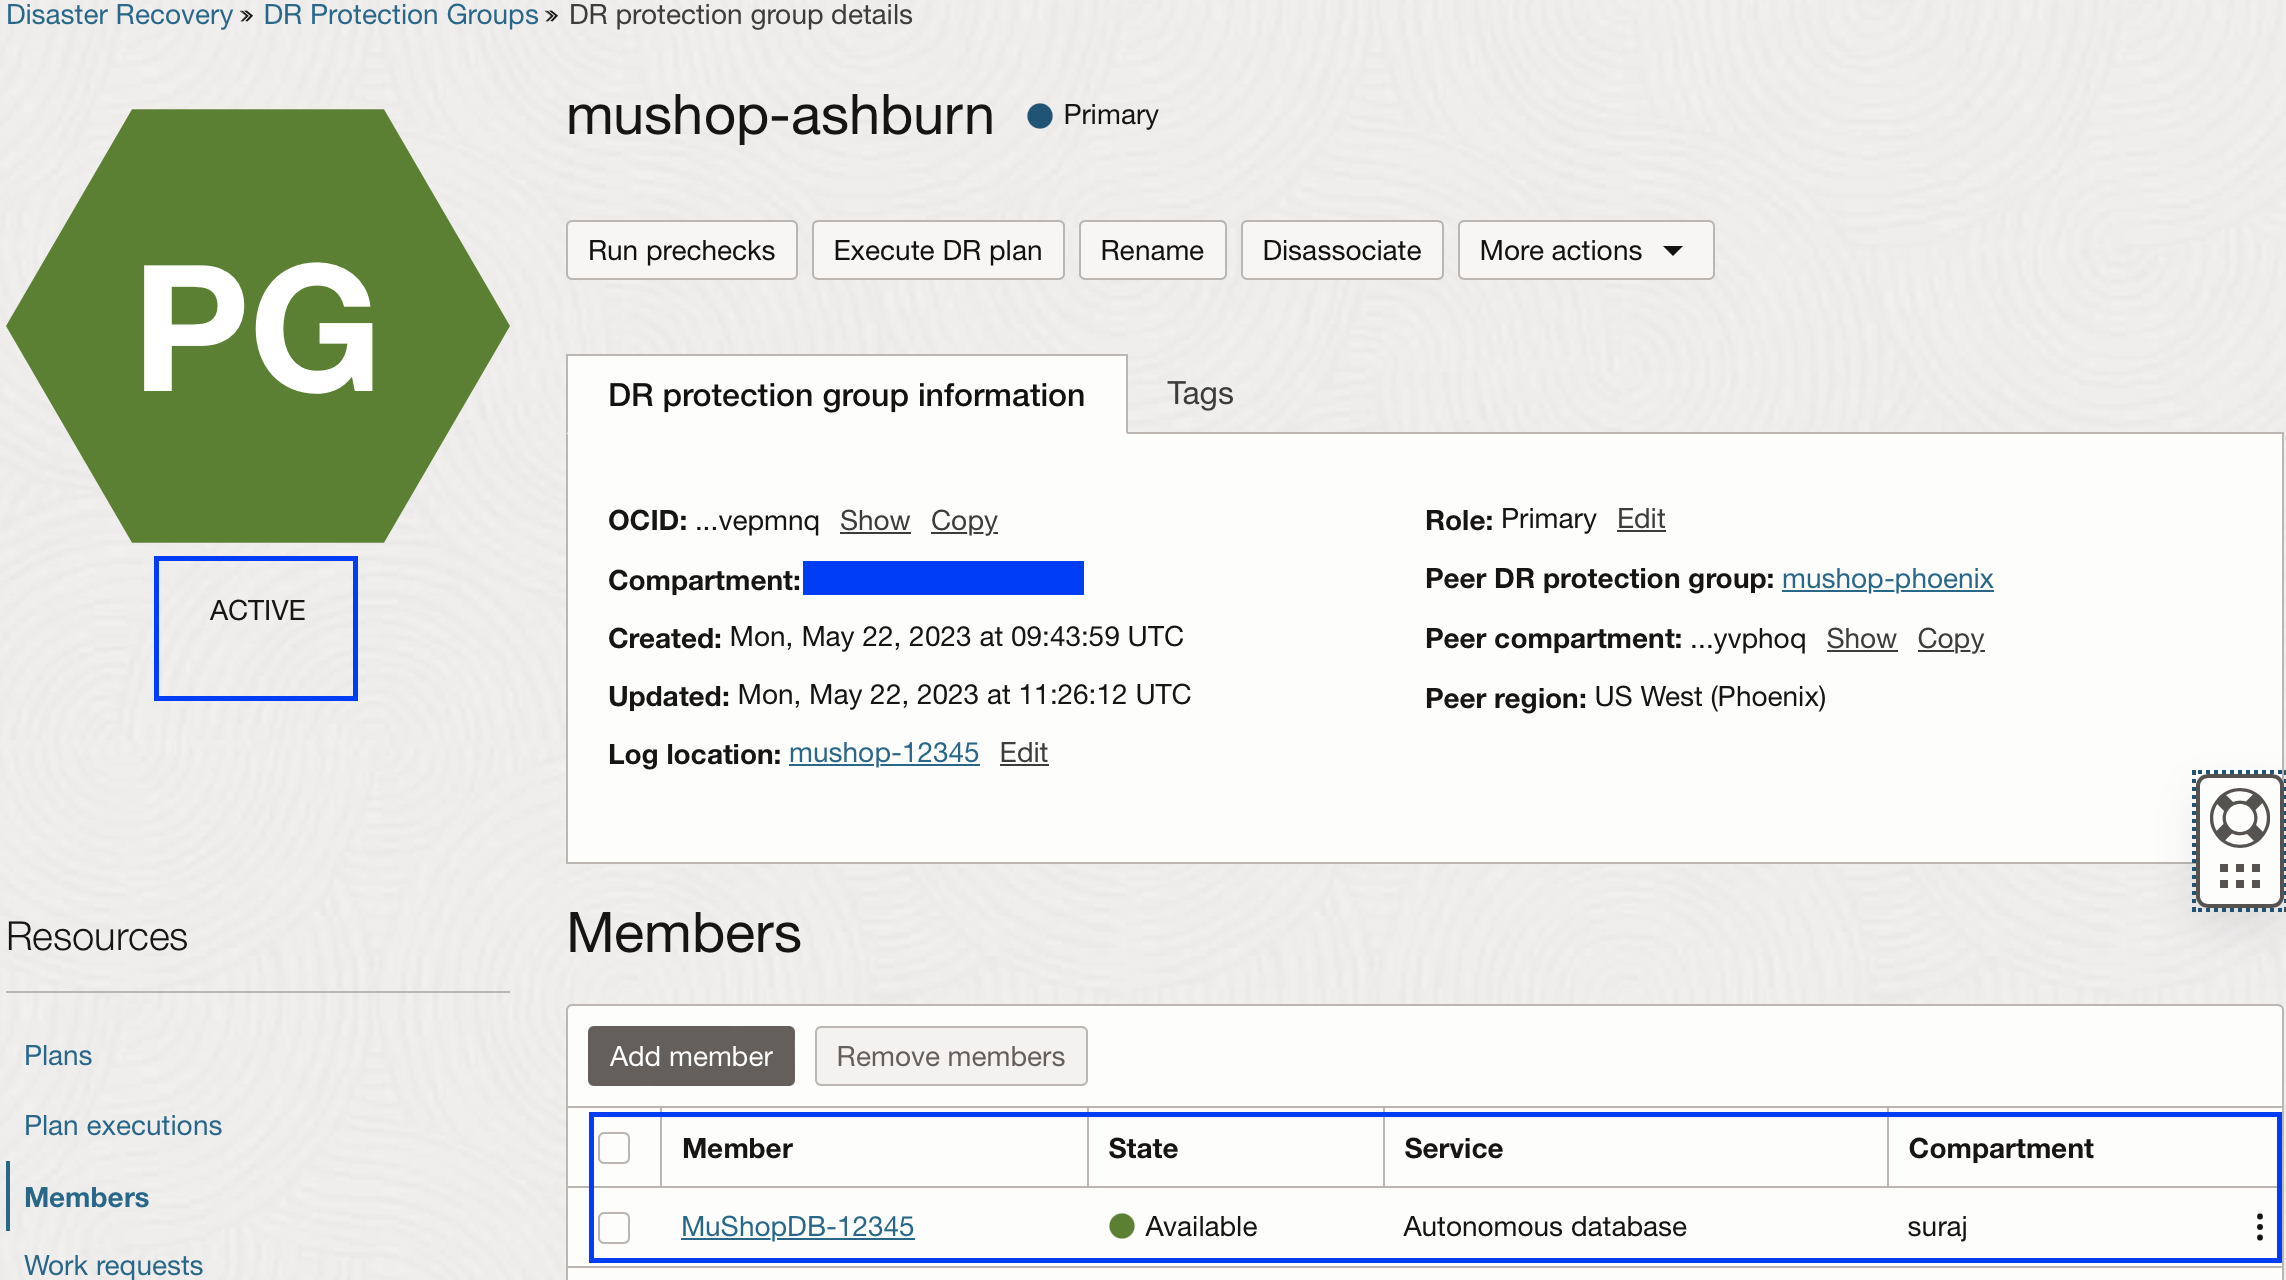 Disaster Recovery » DR Protection Groups » DR protection group details
PG
ACTIVE
mushop-ashburn Primary
Run prechecks Execute DR plan Rename Disassociate More actions
DR protection group information Tags
OCID: ...vepmnq Show Copy
Compartment:
Created: Mon, May 22, 2023 at 09:43:59 UTC
Updated: Mon, May 22, 2023 at 11:26:12 UTC
Log location: mushop-12345 Edit
Role: Primary Edit
Peer DR protection group: mushop-phoenix
Peer compartment: ...yvphoq Show Copy
Peer region: US West (Phoenix)
Resources
Plans
Plan executions
Members
Work requests
Members
Add member Remove members
Member State Service Compartment
MuShopDB-12345 Available Autonomous database suraj